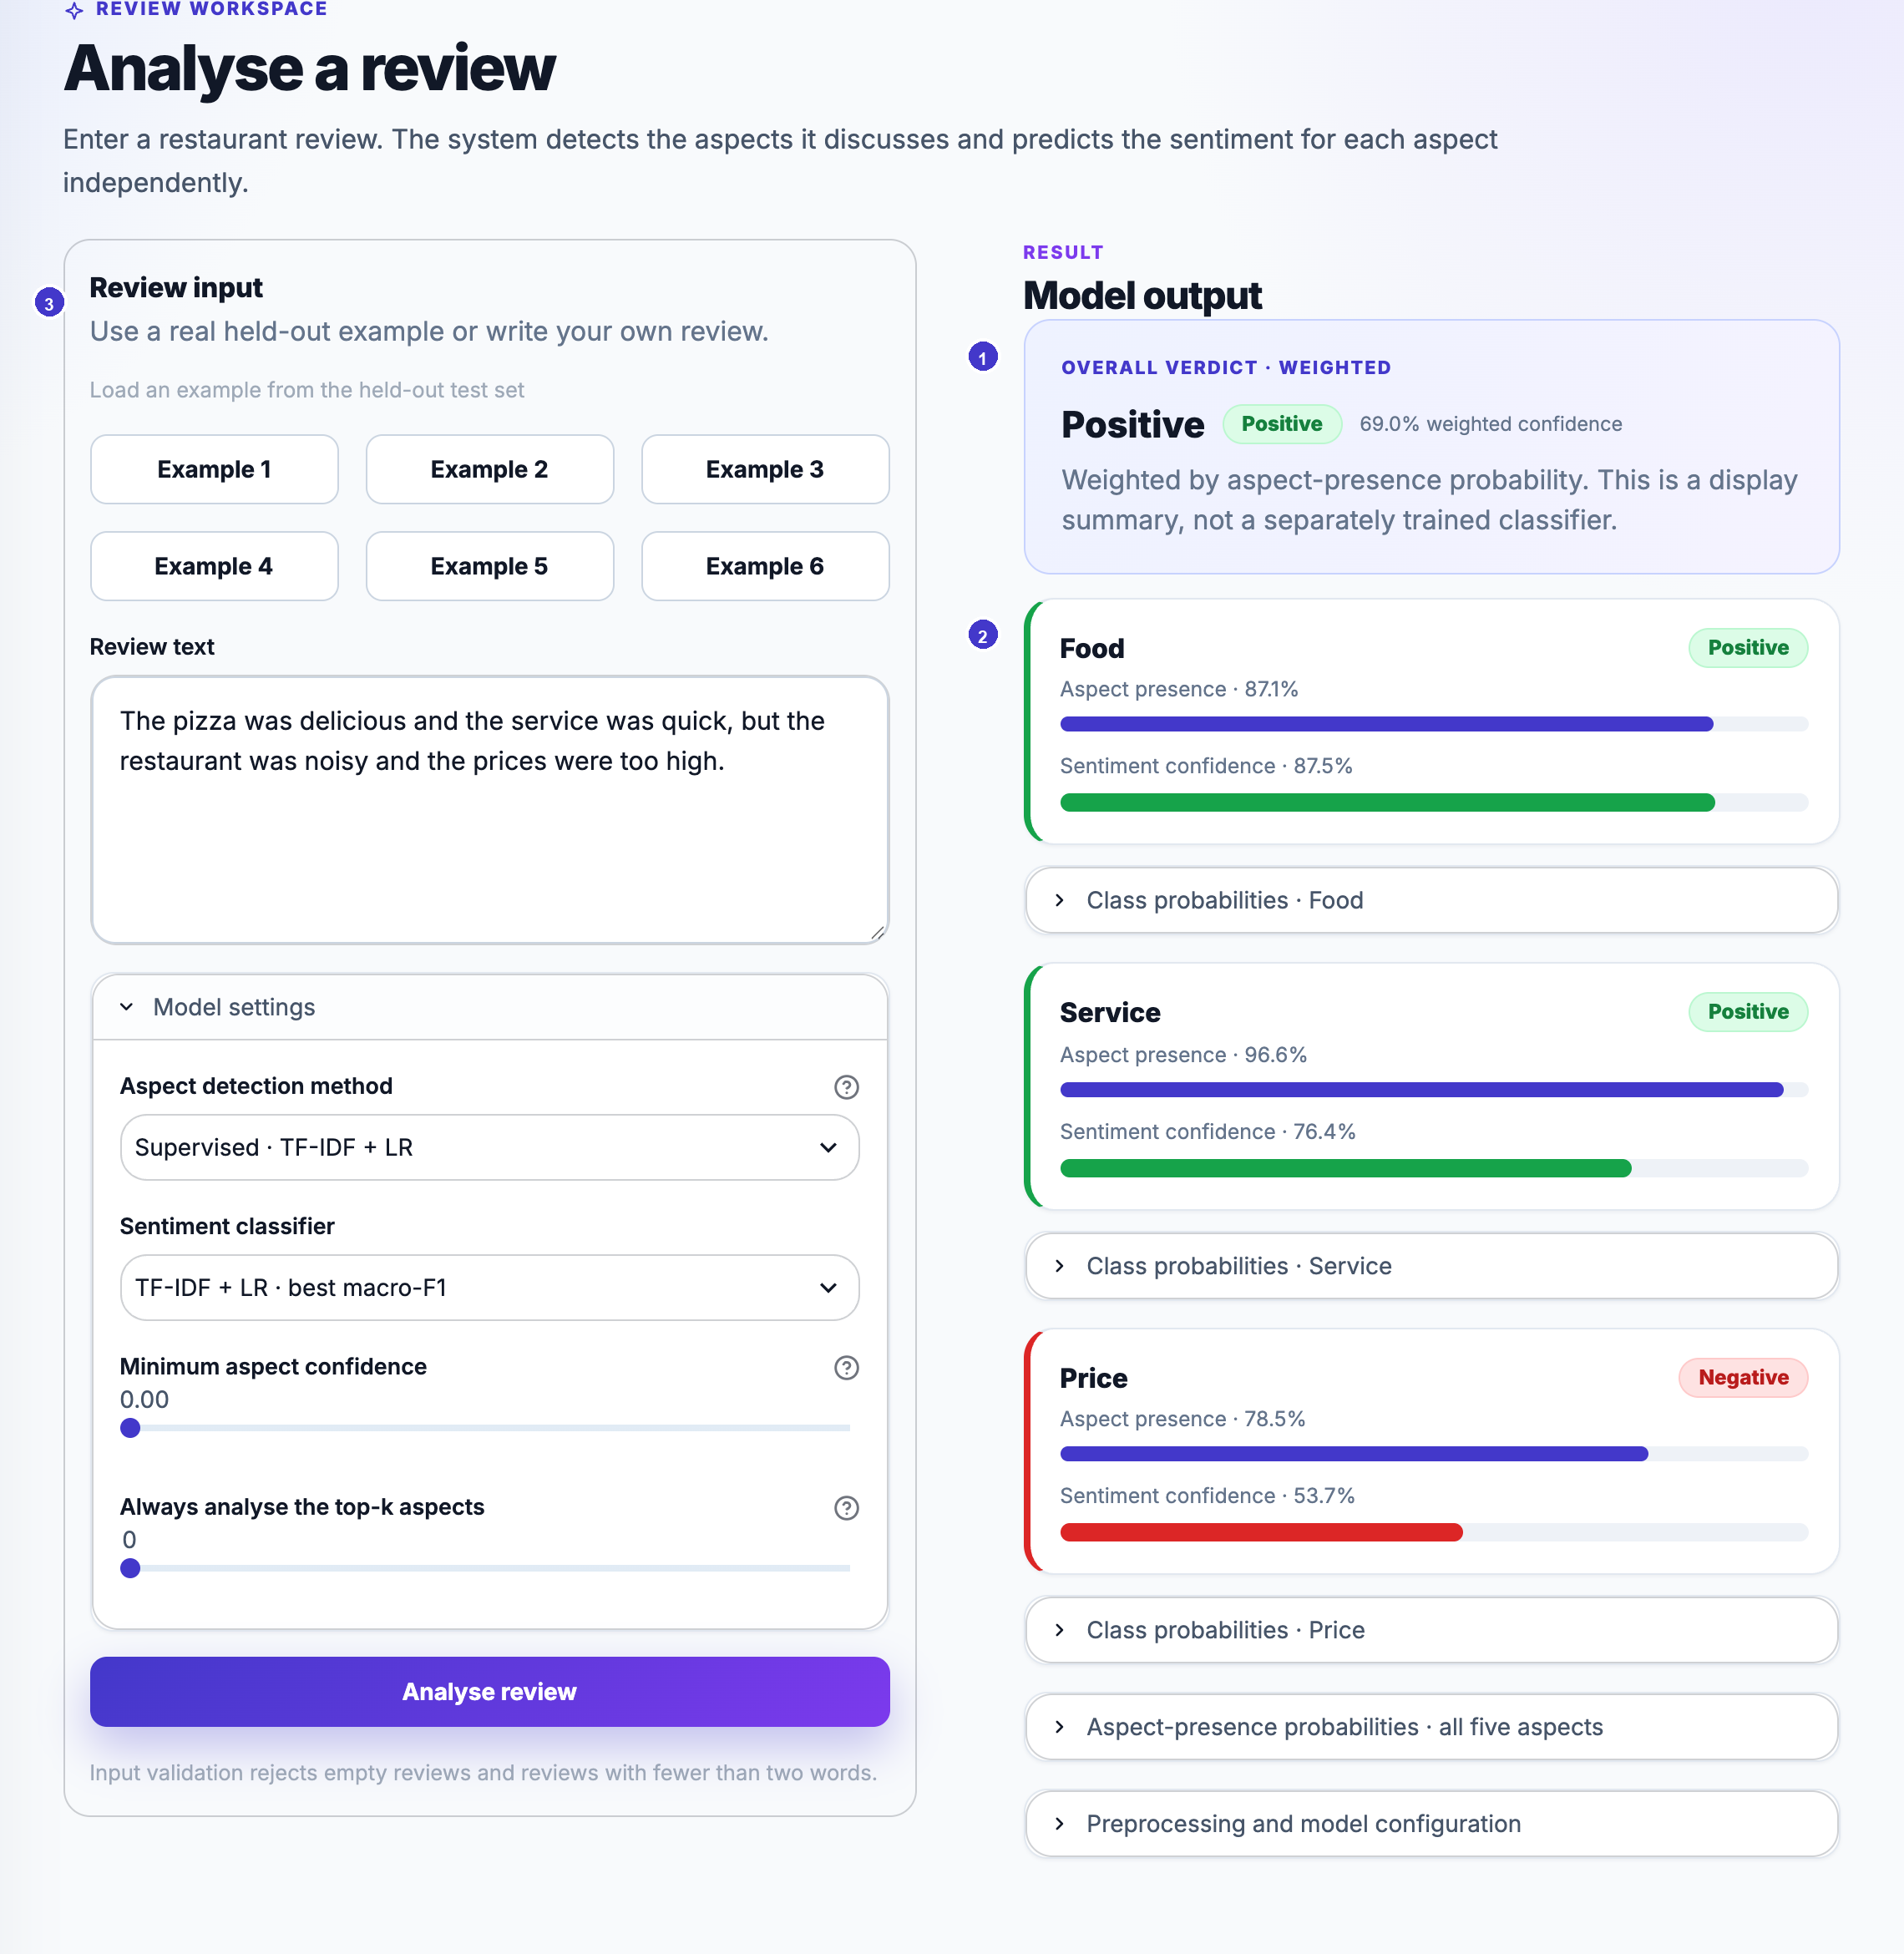 REVIEW WORKSPACE
Analyse a review
Enter a restaurant review. The system detects the aspects it discusses and predicts the sentiment for each aspect
independently.
3
Review input
Use a real held-out example or write your own review.
Load an example from the held-out test set
Example 1
Example 2
Example 3
Example 4
Example 5
Example 6
Review text
The pizza was delicious and the service was quick, but the
restaurant was noisy and the prices were too high.
Model settings
Aspect detection method
?
Supervised · TF-IDF + LR
Sentiment classifier
TF-IDF + LR · best macro-F1
Minimum aspect confidence
?
0.00
Always analyse the top-k aspects
?
0
Analyse review
Input validation rejects empty reviews and reviews with fewer than two words.
RESULT
Model output
1
OVERALL VERDICT · WEIGHTED
Positive Positive 69.0% weighted confidence
Weighted by aspect-presence probability. This is a display
summary, not a separately trained classifier.
2
Food Positive
Aspect presence · 87.1%
Sentiment confidence · 87.5%
Class probabilities · Food
Service Positive
Aspect presence · 96.6%
Sentiment confidence · 76.4%
Class probabilities · Service
Price Negative
Aspect presence · 78.5%
Sentiment confidence · 53.7%
Class probabilities · Price
Aspect-presence probabilities · all five aspects
Preprocessing and model configuration